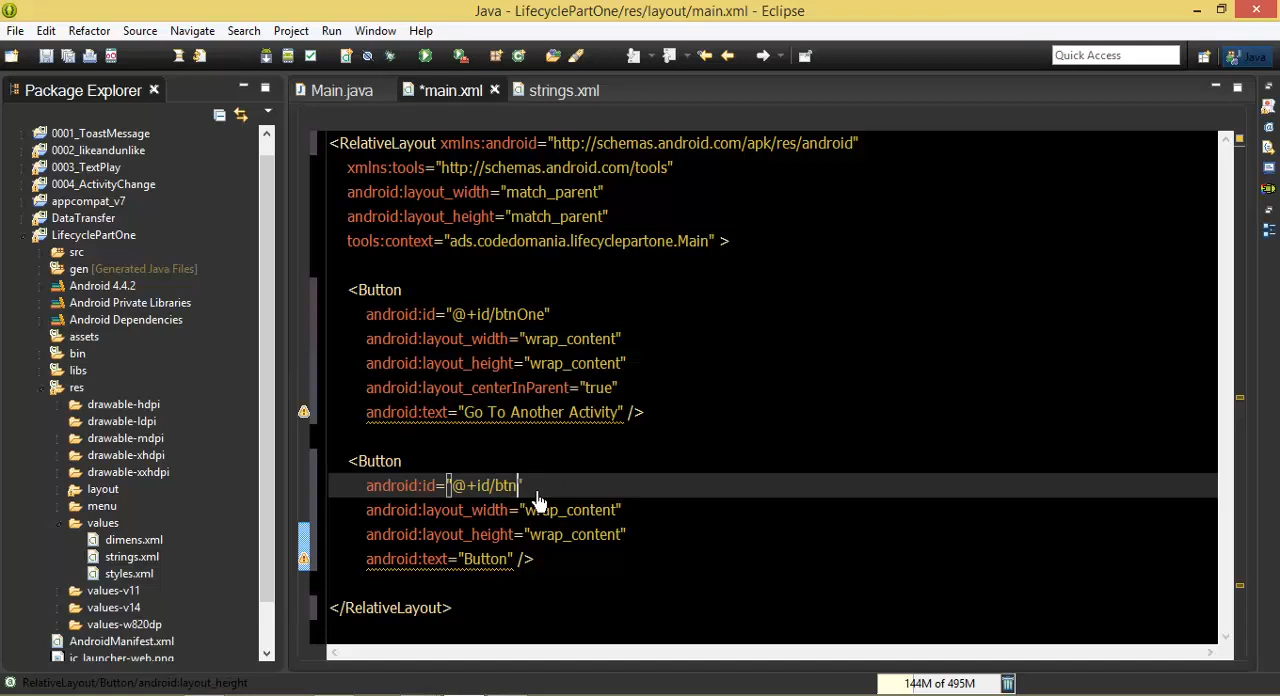 Java - LifecyclePartOne/res/layout/main.xml - Eclipse
File Edit Refactor Source Navigate Search Project Run Window Help
Quick Access
Java
Package Explorer
Main.java
*main.xml
strings.xml
0001_ToastMessage
0002_likeandunlike
0003_TextPlay
0004_ActivityChange
appcompat_v7
DataTransfer
LifecyclePartOne
src
gen [Generated Java Files]
Android 4.4.2
Android Private Libraries
Android Dependencies
assets
bin
libs
res
drawable-hdpi
drawable-ldpi
drawable-mdpi
drawable-xhdpi
drawable-xxhdpi
layout
menu
values
dimens.xml
strings.xml
styles.xml
values-v11
values-v14
values-w820dp
AndroidManifest.xml
ic_launcher-web.png
<RelativeLayout xmlns:android="http://schemas.android.com/apk/res/android"
xmlns:tools="http://schemas.android.com/tools"
android:layout_width="match_parent"
android:layout_height="match_parent"
tools:context="ads.codedomania.lifecyclepartone.Main" >
<Button
android:id="@+id/btnOne"
android:layout_width="wrap_content"
android:layout_height="wrap_content"
android:layout_centerInParent="true"
android:text="Go To Another Activity" />
<Button
android:id="@+id/btn"
android:layout_width="wrap_content"
android:layout_height="wrap_content"
android:text="Button" />
</RelativeLayout>
RelativeLayout/Button/android:layout_height
144M of 495M